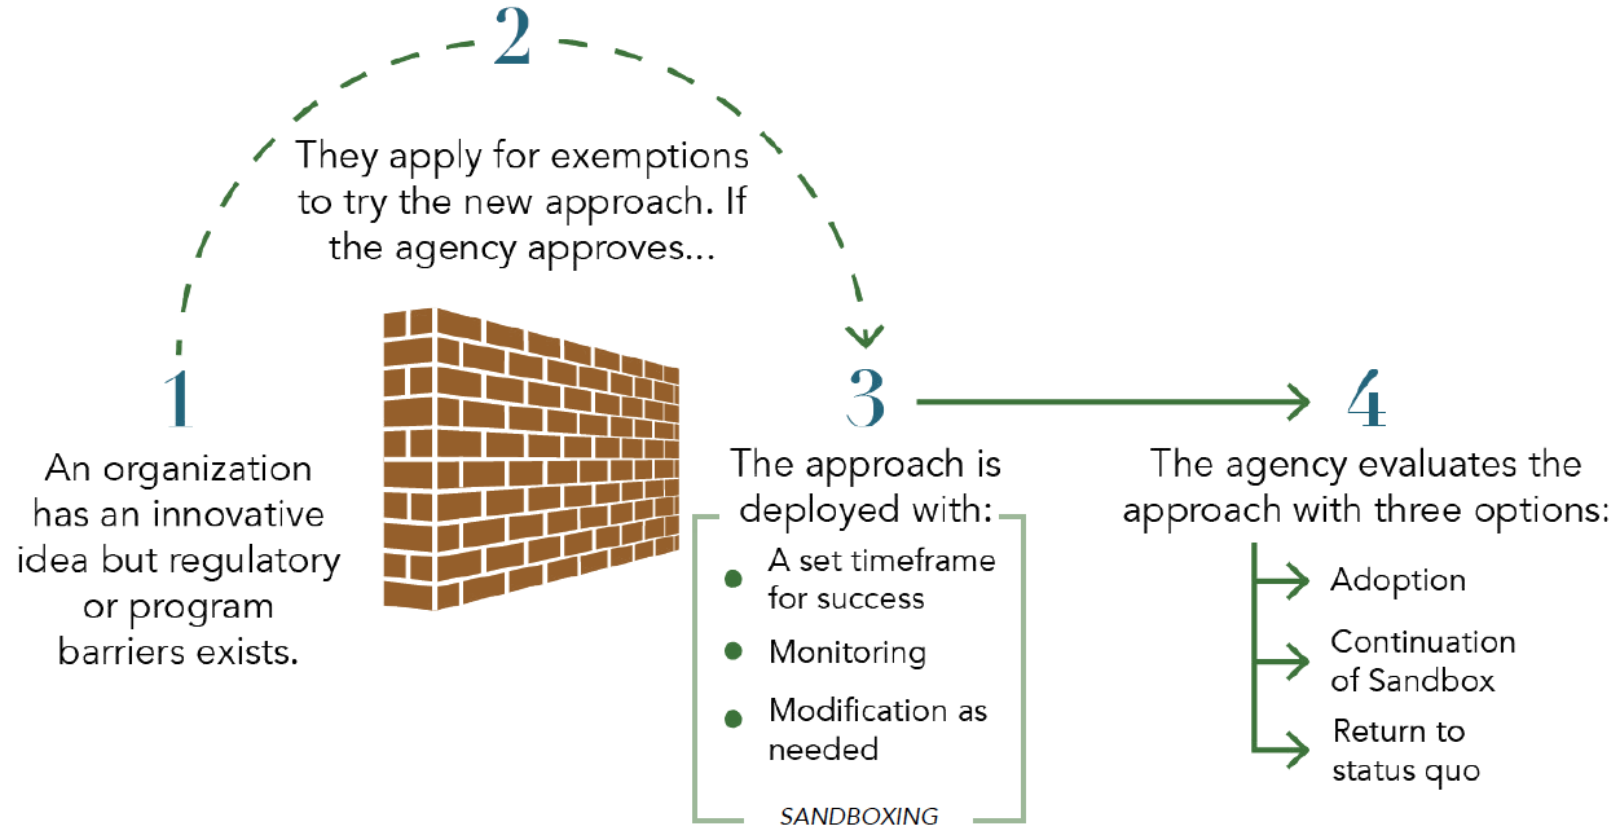 1
An organization
has an innovative
idea but regulatory
or program
barriers exists.
2
They apply for exemptions
to try the new approach. If
the agency approves...
3
The approach is
deployed with:
A set timeframe
for success
Monitoring
Modification as
needed
SANDBOXING
4
The agency evaluates the
approach with three options:
Adoption
Continuation
of Sandbox
Return to
status quo